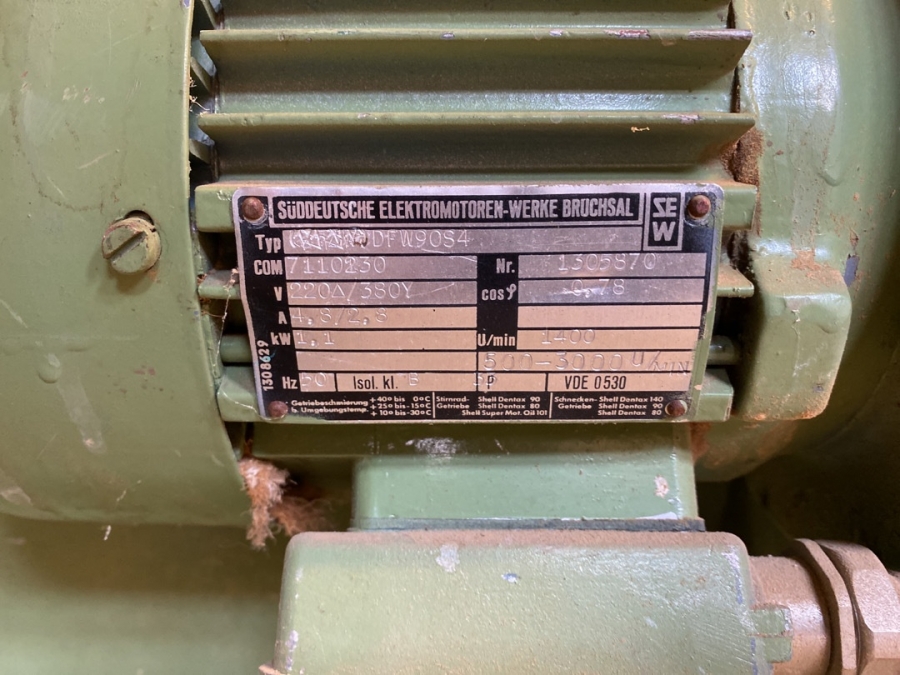 SÜDDEUTSCHE ELEKTROMOTOREN-WERKE BRUCHSAL
SEW
Typ DFW90S4
COM 7110230 Nr. 1305870
V 220Δ/380Y cos φ 0,78
A 4,8/2,8
kW 1,1 U/min 1400
500-3000 U/MIN
1308629
Hz 50 Isol. kl. B P VDE 0530
Getriebeschmierung b. Umgebungstemp.
+40° bis 0°C
+25° bis -15°C
+10° bis -30°C
Stirnrad- Getriebe
Shell Dentax 90
Shell Dentax 80
Shell Super Mot. Oil 101
Schnecken- Getriebe
Shell Dentax 140
Shell Dentax 90
Shell Dentax 80